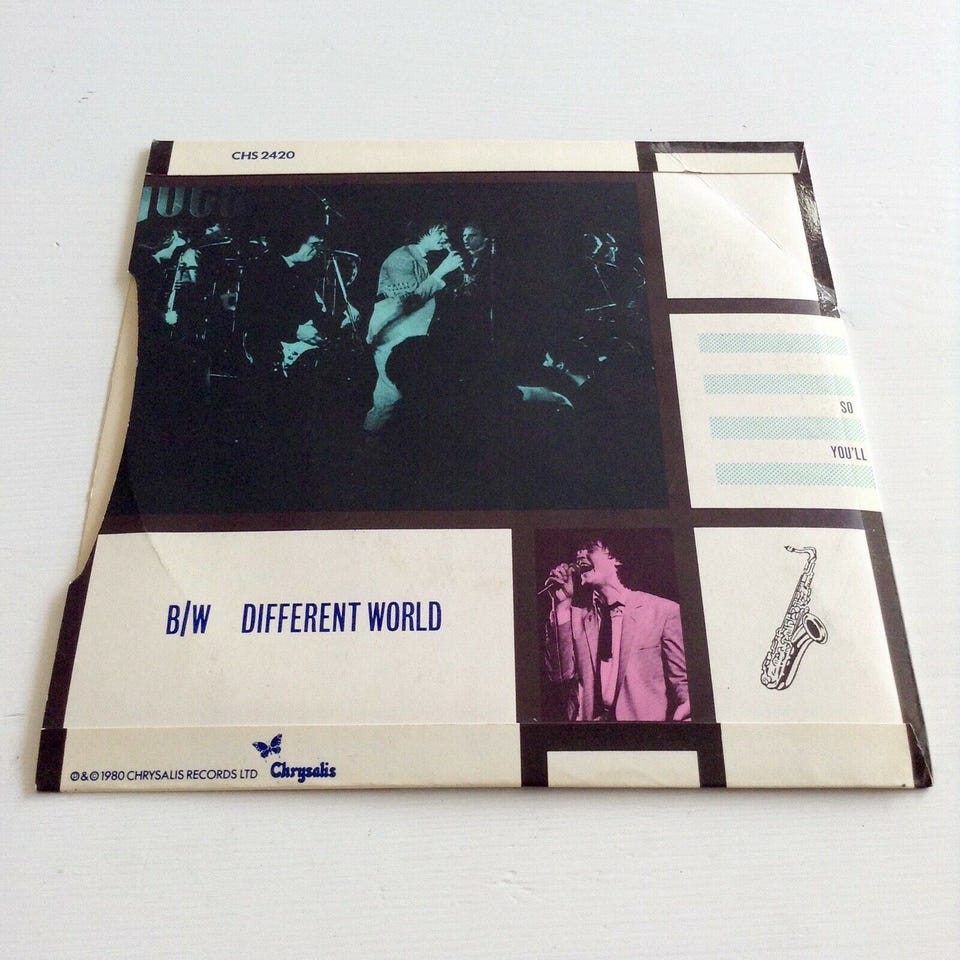 CHS 2420
SO
YOU'LL
B/W DIFFERENT WORLD
℗ & © 1980 CHRYSALIS RECORDS LTD
Chrysalis